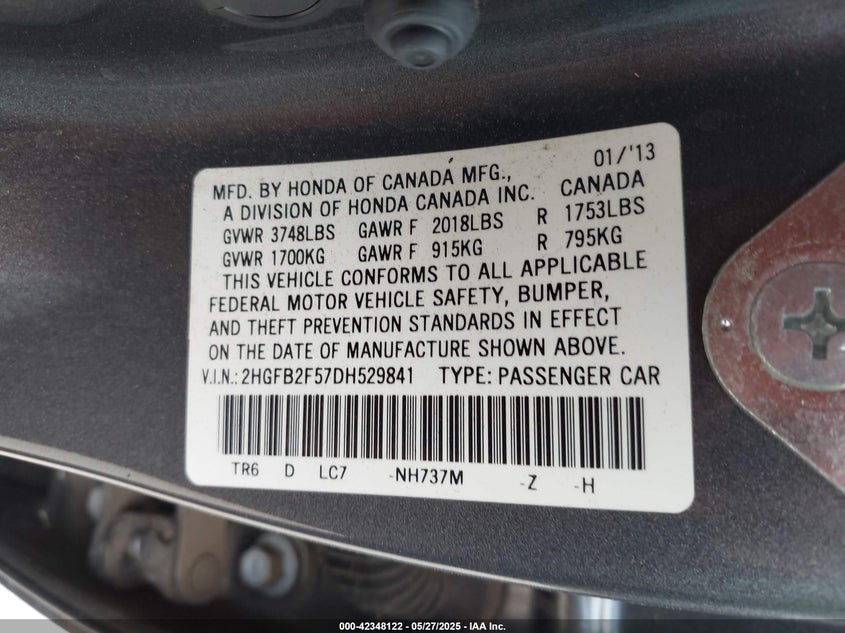 01/'13
MFD. BY HONDA OF CANADA MFG.,
A DIVISION OF HONDA CANADA INC. CANADA
GVWR 3748LBS GAWR F 2018LBS R 1753LBS
GVWR 1700KG GAWR F 915KG R 795KG
THIS VEHICLE CONFORMS TO ALL APPLICABLE
FEDERAL MOTOR VEHICLE SAFETY, BUMPER,
AND THEFT PREVENTION STANDARDS IN EFFECT
ON THE DATE OF MANUFACTURE SHOWN ABOVE.
V.I.N.: 2HGFB2F57DH529841 TYPE: PASSENGER CAR
TR6 D LC7 -NH737M -Z -H
000-42348122 - 05/27/2025 - IAA Inc.